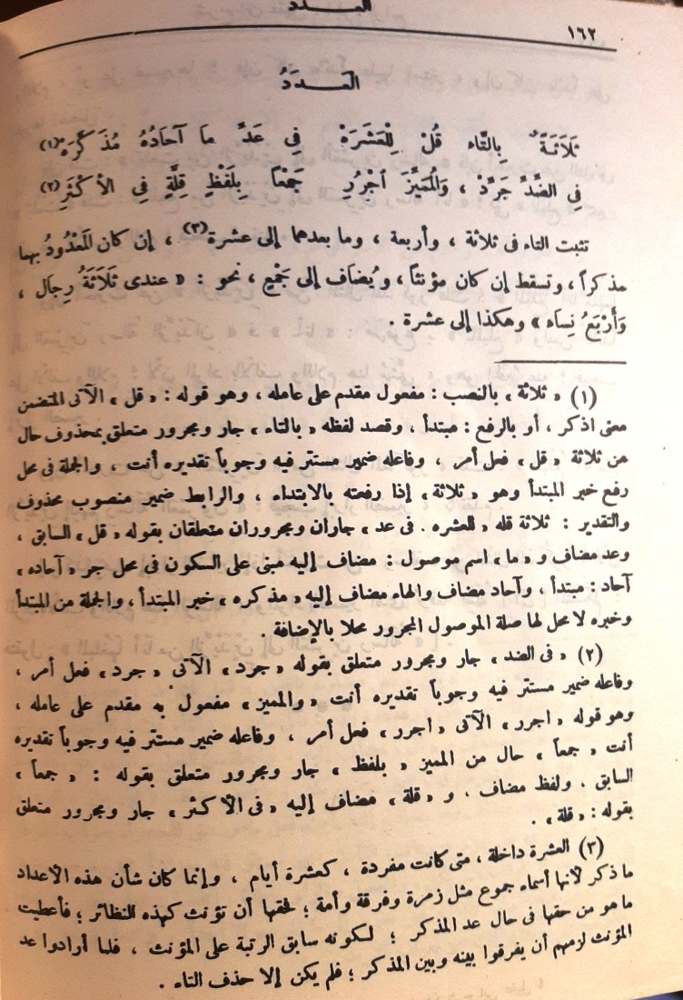 العدد
١٦٢
العَدَدُ
ثَلَاثَةً بِالتَّاءِ قُلْ لِلْعَشَرَهْ فِي عَدِّ مَا آحَادُهُ مُذَكَّرَهْ (١)
فِي الضِّدِّ جَرِّدْ ، وَالْمُمَيِّزَ اجْرُرِ جَمْعاً بِلَفْظِ قِلَّةٍ فِي الأَكْثَرِ (٢)
تثبت التاء فى ثلاثة ، وأربعة ، وما بعدهما إلى عشرة (٣) ، إن كان المعْدُودُ بهما
مذكراً ، وتسقط إن كان مؤنثاً ، ويُضَاف إلى جَمْعٍ ، نحو : « عندى ثَلَاثَةُ رِجَال ،
وَأَرْبَعُ نِسَاء » وهكذا إلى عشرة .
(١) « ثلاثة » بالنصب : مفعول مقدم على عامله ، وهو قوله : « قل » الآتى المتضمن
معنى اذكر ، أو بالرفع : مبتدأ ، وقصد لفظه « بالتاء » جار ومجرور متعلق بمحذوف حال
من ثلاثة « قل » فعل أمر ، وفاعله ضمير مستتر فيه وجوباً تقديره أنت ، والجملة فى محل
رفع خبر المبتدأ وهو « ثلاثة » إذا رفعته بالابتداء ، والرابط ضمير منصوب محذوف
والتقدير : ثلاثة قله « للعشره . فى عد » جاران ومجروران متعلقان بقوله « قل » السابق ،
وعد مضاف و « ما » اسم موصول : مضاف إليه مبنى على السكون فى محل جر « آحاده »
آحاد : مبتدأ ، وآحاد مضاف والهاء مضاف إليه « مذكره » خبر المبتدأ ، والجملة من المبتدأ
وخبره لا محل لها صلة الموصول المجرور محلا بالإضافة .
(٢) « فى الضد » جار ومجرور متعلق بقوله « جرد » الآتى « جرد » فعل أمر ،
وفاعله ضمير مستتر فيه وجوباً تقديره أنت « والمميز » مفعول به مقدم على عامله ،
وهو قوله « اجرر » الآتى « اجرر » فعل أمر ، وفاعله ضمير مستتر فيه وجوباً تقديره
أنت « جمعاً » حال من المميز « بلفظ » جار ومجرور متعلق بقوله : « جمعاً »
السابق . ولفظ مضاف . و « قلة » مضاف إليه « فى الأكثر » جار ومجرور متعلق
بقوله : « قلة » .
(٣) العشرة داخلة ، متى كانت مفردة ، كعشرة أيام ، وإنما كان شأن هذه الأعداد
ما ذكر لأنها أسماء جموع مثل زمرة وفرقة وأمة ؛ فحقها أن تؤنث كهذه النظائر ؛ فأعطيت
ما هو من حقها فى حال عد المذكر ؛ لكونه سابق الرتبة على المؤنث ، فلما أرادوا عد
المؤنث لزمهم أن يفرقوا بينه وبين المذكر ؛ فلم يكن إلا حذف التاء .